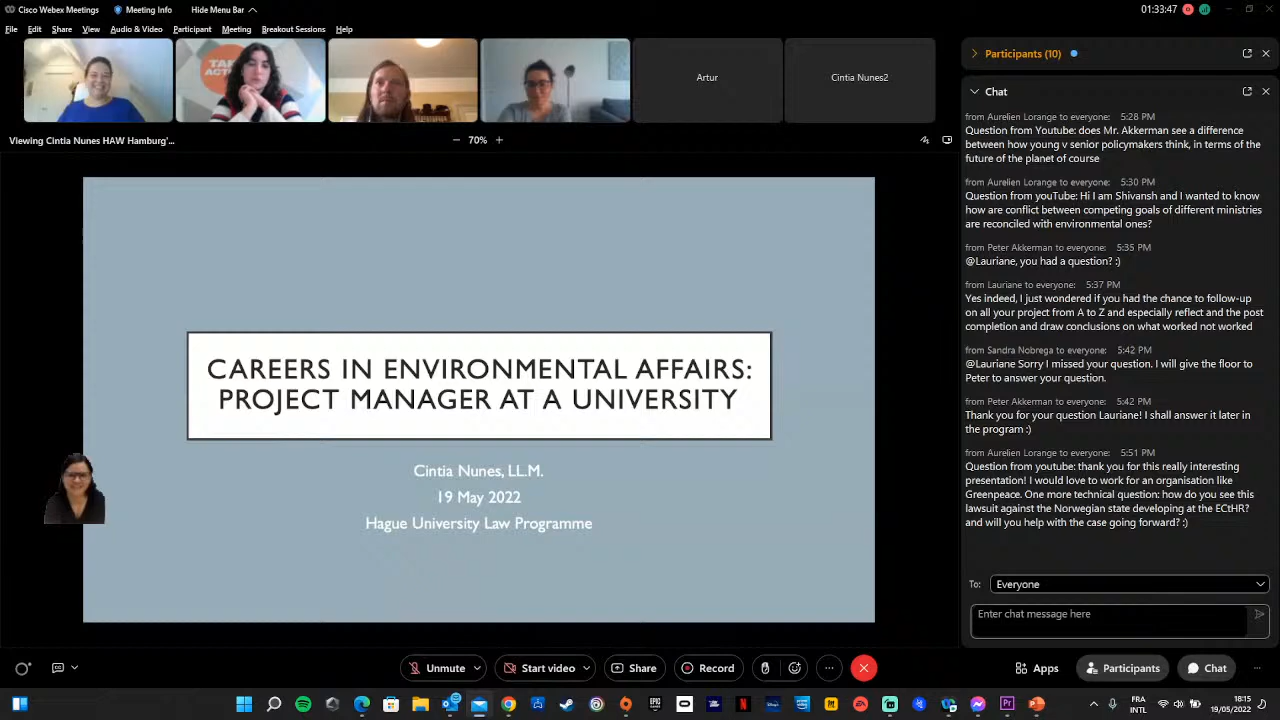 Cisco Webex Meetings
Meeting Info
Hide Menu Bar
01:33:47
File Edit Share View Audio & Video Participant Meeting Breakout Sessions Help
TAKE
ACTI
Artur
Cintia Nunes2
Viewing Cintia Nunes HAW Hamburg'...
70%
CAREERS IN ENVIRONMENTAL AFFAIRS:
PROJECT MANAGER AT A UNIVERSITY
Cintia Nunes, LL.M.
19 May 2022
Hague University Law Programme
Participants (10)
Chat
from Aurelien Lorange to everyone: 5:28 PM
Question from Youtube: does Mr. Akkerman see a difference
between how young v senior policymakers think, in terms of the
future of the planet of course
from Aurelien Lorange to everyone: 5:30 PM
Question from youTube: Hi I am Shivansh and I wanted to know
how are conflict between competing goals of different ministries
are reconciled with environmental ones?
from Peter Akkerman to everyone: 5:35 PM
@Lauriane, you had a question? :)
from Lauriane to everyone: 5:37 PM
Yes indeed, I just wondered if you had the chance to follow-up
on all your project from A to Z and especially reflect and the post
completion and draw conclusions on what worked not worked
from Sandra Nobrega to everyone: 5:42 PM
@Lauriane Sorry I missed your question. I will give the floor to
Peter to answer your question.
from Peter Akkerman to everyone: 5:42 PM
Thank you for your question Lauriane! I shall answer it later in
the program :)
from Aurelien Lorange to everyone: 5:51 PM
Question from youtube: thank you for this really interesting
presentation! I would love to work for an organisation like
Greenpeace. One more technical question: how do you see this
lawsuit against the Norwegian state developing at the ECtHR?
and will you help with the case going forward? :)
To: Everyone
Enter chat message here
Unmute
Start video
Share
Record
Apps
Participants
Chat
FRA
INTL
18:15
19/05/2022